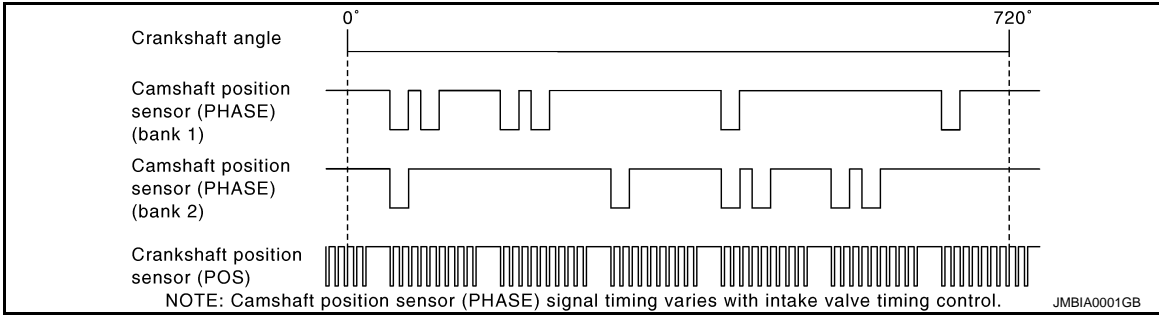 0° 720°
Crankshaft angle
Camshaft position
sensor (PHASE)
(bank 1)
Camshaft position
sensor (PHASE)
(bank 2)
Crankshaft position
sensor (POS)
NOTE: Camshaft position sensor (PHASE) signal timing varies with intake valve timing control.
JMBIA0001GB